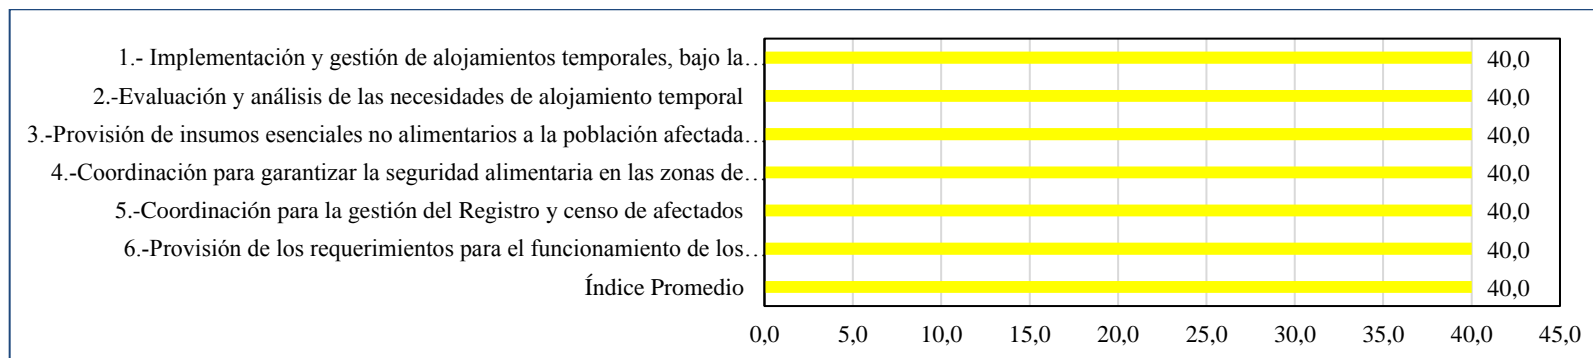 1.- Implementación y gestión de alojamientos temporales, bajo la… 40,0
2.-Evaluación y análisis de las necesidades de alojamiento temporal 40,0
3.-Provisión de insumos esenciales no alimentarios a la población afectada… 40,0
4.-Coordinación para garantizar la seguridad alimentaria en las zonas de… 40,0
5.-Coordinación para la gestión del Registro y censo de afectados 40,0
6.-Provisión de los requerimientos para el funcionamiento de los… 40,0
Índice Promedio 40,0
0,0 5,0 10,0 15,0 20,0 25,0 30,0 35,0 40,0 45,0